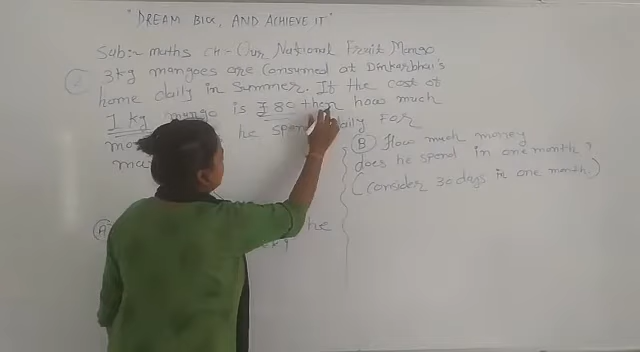 "DREAM BIG, AND ACHIEVE IT"
Sub:- maths CH- Our National Fruit Mango
3kg mangoes are consumed at Dinkarbhai's
home daily in Summer. If the cost of
1 kg mango is ₹ 80 then how much
he spend daily for
(B) How much money
does he spend in one month?
(consider 30 days in one month)
(A) he